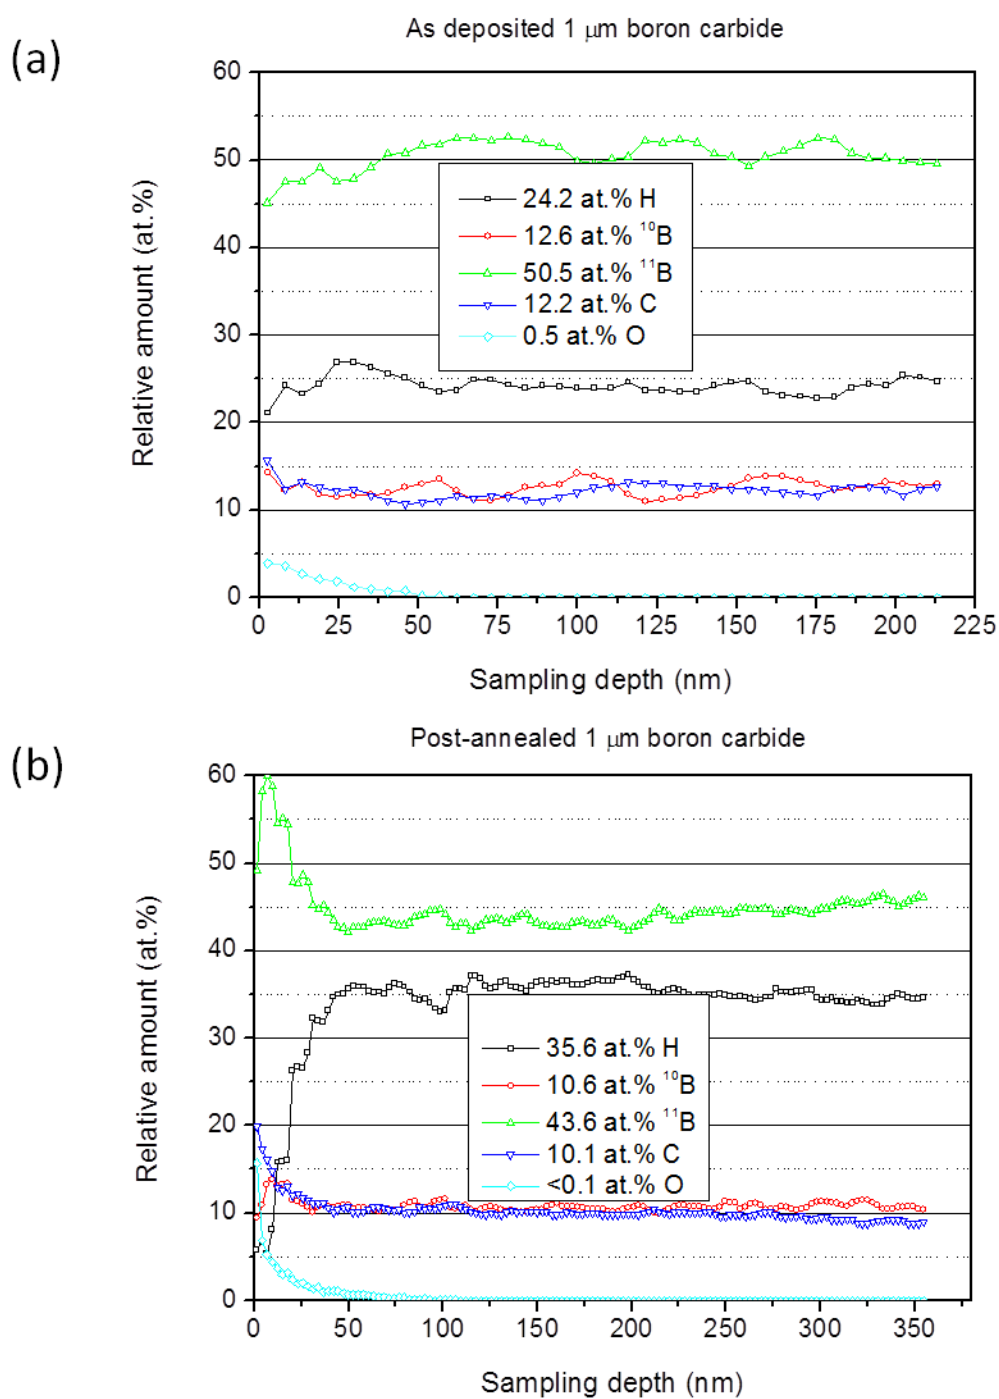 As deposited 1 μm boron carbide
(a)
60
50
40
30
20
10
0
Relative amount (at.%)
24.2 at.% H
12.6 at.% ¹⁰B
50.5 at.% ¹¹B
12.2 at.% C
0.5 at.% O
0 25 50 75 100 125 150 175 200 225
Sampling depth (nm)
Post-annealed 1 μm boron carbide
(b)
60
50
40
30
20
10
0
Relative amount (at.%)
35.6 at.% H
10.6 at.% ¹⁰B
43.6 at.% ¹¹B
10.1 at.% C
<0.1 at.% O
0 50 100 150 200 250 300 350
Sampling depth (nm)